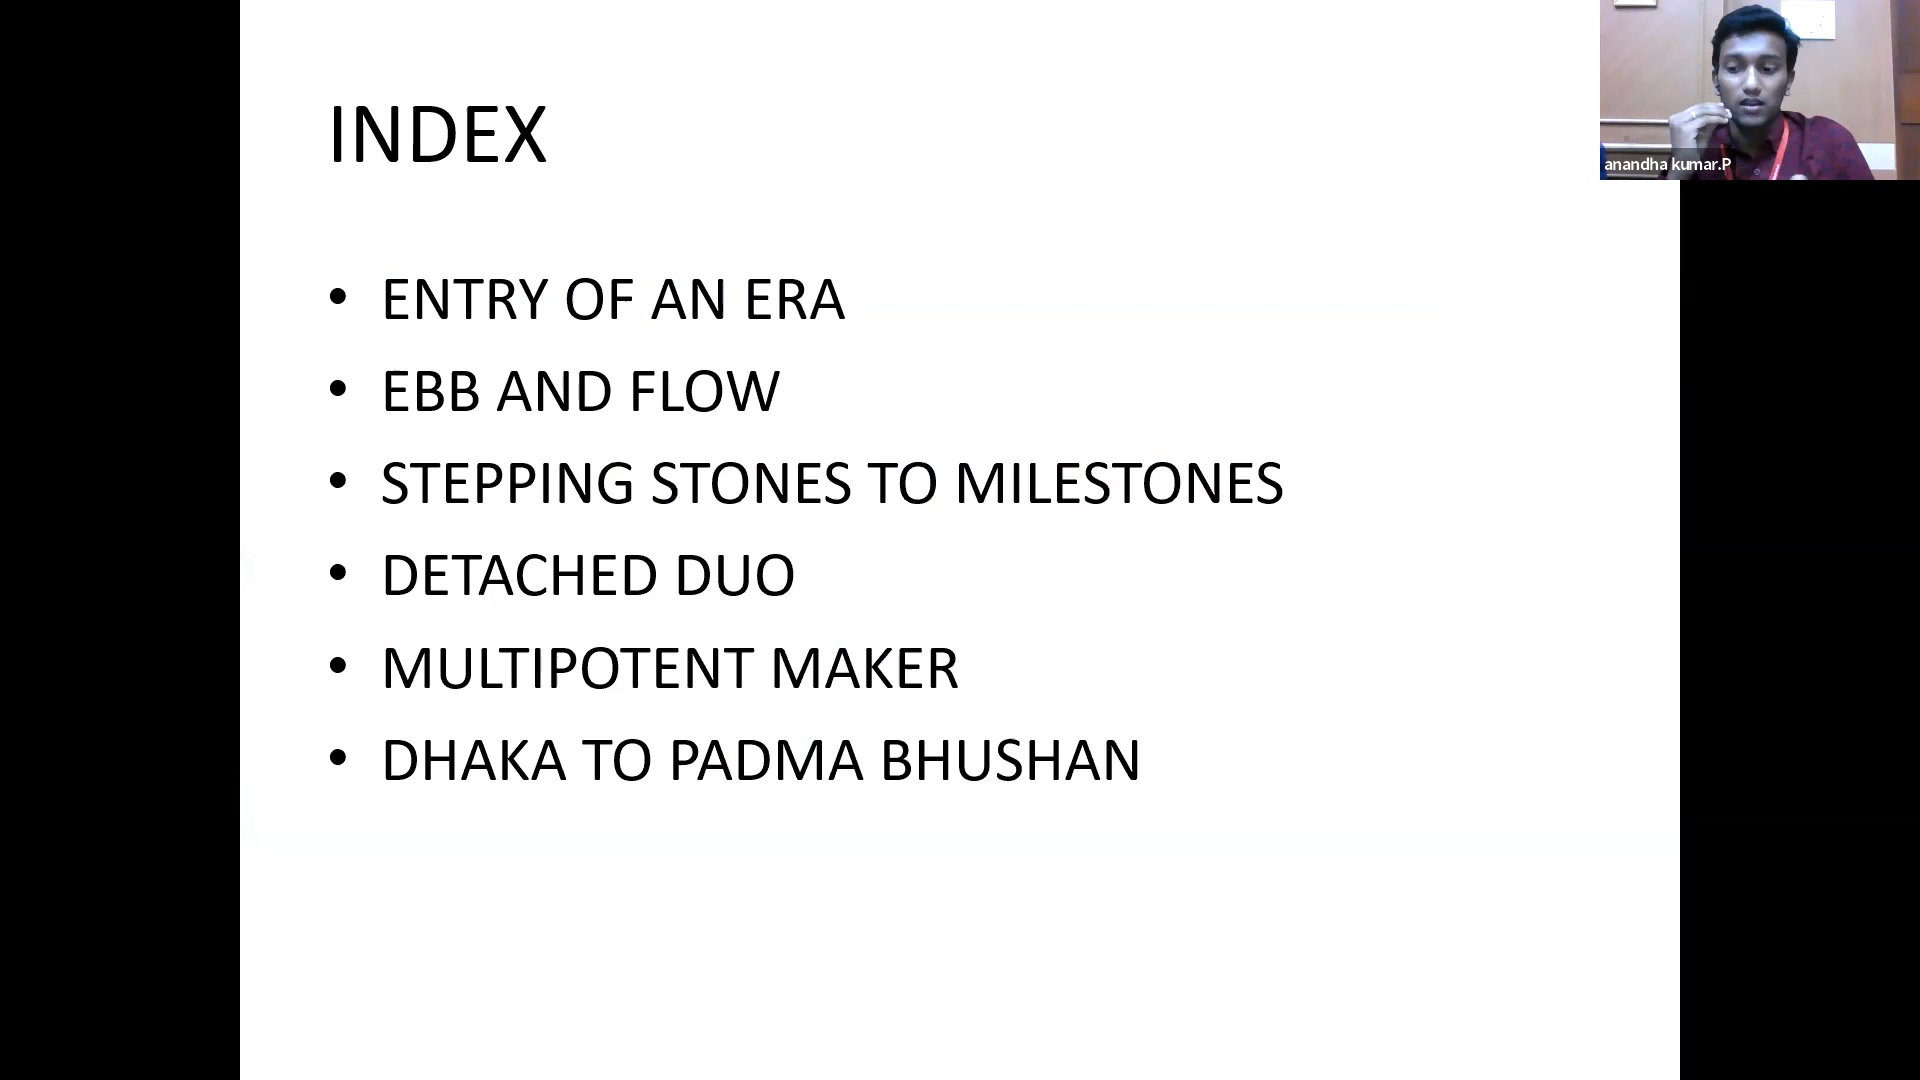 INDEX
• ENTRY OF AN ERA
• EBB AND FLOW
• STEPPING STONES TO MILESTONES
• DETACHED DUO
• MULTIPOTENT MAKER
• DHAKA TO PADMA BHUSHAN
anandha kumar.P